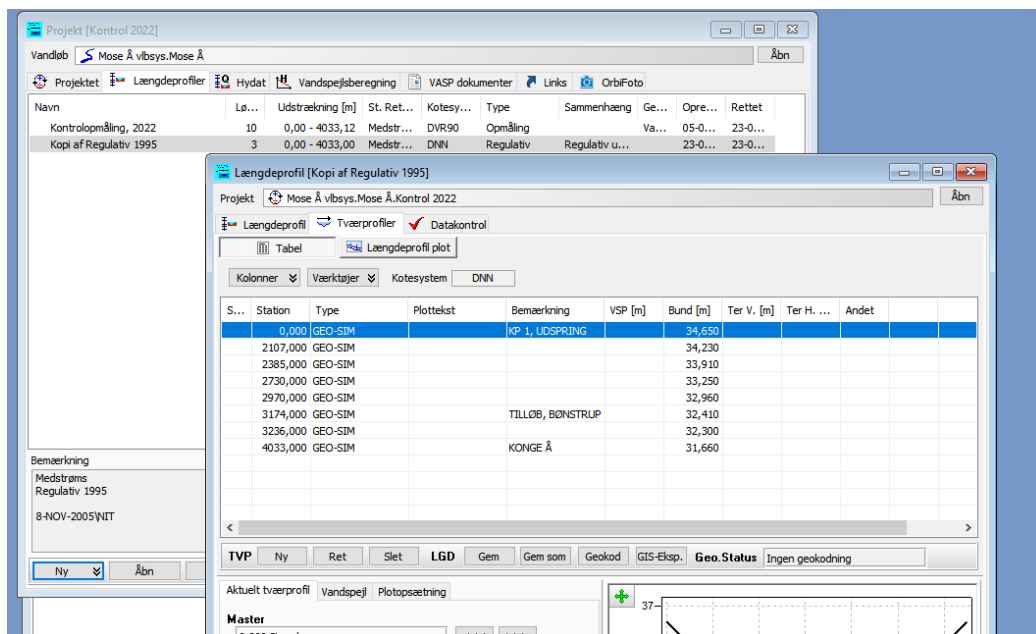 Projekt [Kontrol 2022]
Vandløb Mose Å vlbsys.Mose Å Åbn
Projektet Længdeprofiler Hydat Vandspejlsberegning VASP dokumenter Links OrbiFoto
Navn Lø... Udstrækning [m] St. Ret... Kotesy... Type Sammenhæng Ge... Opre... Rettet
Kontrolopmåling, 2022 10 0,00 - 4033,12 Medstr... DVR90 Opmåling Va... 05-0... 23-0...
Kopi af Regulativ 1995 3 0,00 - 4033,00 Medstr... DNN Regulativ Regulativ u... 23-0... 23-0...
Længdeprofil [Kopi af Regulativ 1995]
Projekt Mose Å vlbsys.Mose Å.Kontrol 2022 Åbn
Længdeprofil Tværprofiler Datakontrol
Tabel Længdeprofil plot
Kolonner Værktøjer Kotesystem DNN
S... Station Type Plottekst Bemærkning VSP [m] Bund [m] Ter V. [m] Ter H. ... Andet
0,000 GEO-SIM KP 1, UDSPRING 34,650
2107,000 GEO-SIM 34,230
2385,000 GEO-SIM 33,910
2730,000 GEO-SIM 33,250
2970,000 GEO-SIM 32,960
3174,000 GEO-SIM TILLØB, BØNSTRUP 32,410
3236,000 GEO-SIM 32,300
4033,000 GEO-SIM KONGE Å 31,660
Bemærkning
Medstrøms
Regulativ 1995
8-NOV-2005\NIT
Ny Åbn
TVP Ny Ret Slet LGD Gem Gem som Geokod GIS-Eksp. Geo.Status Ingen geokodning
Aktuelt tværprofil Vandspejl Plotopsætning
37
Master